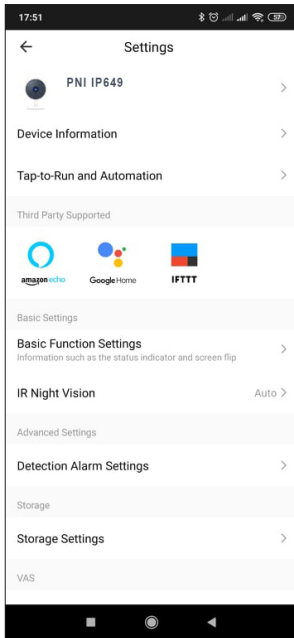 17:51
57
Settings
PNI IP649
Device Information
Tap-to-Run and Automation
Third Party Supported
amazon echo
Google Home
IFTTT
Basic Settings
Basic Function Settings
Information such as the status indicator and screen flip
IR Night Vision
Auto
Advanced Settings
Detection Alarm Settings
Storage
Storage Settings
VAS